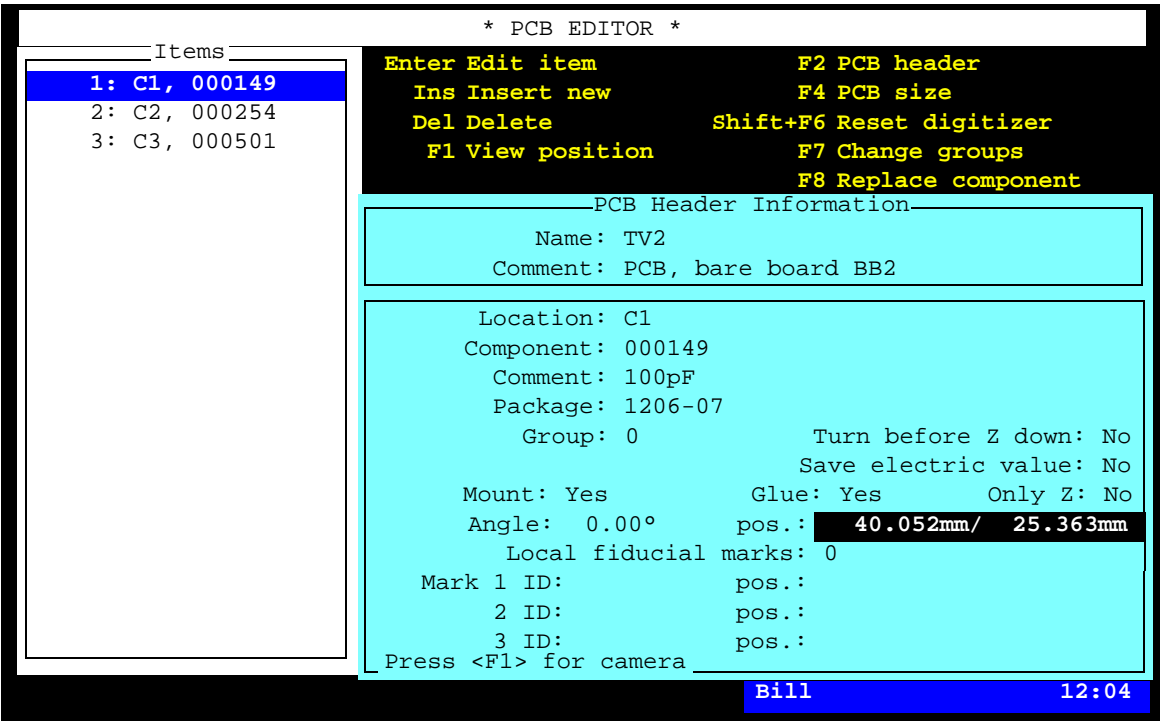 * PCB EDITOR *
Items
1: C1, 000149
2: C2, 000254
3: C3, 000501
Enter Edit item F2 PCB header
Ins Insert new F4 PCB size
Del Delete Shift+F6 Reset digitizer
F1 View position F7 Change groups
F8 Replace component
PCB Header Information
Name: TV2
Comment: PCB, bare board BB2
Location: C1
Component: 000149
Comment: 100pF
Package: 1206-07
Group: 0 Turn before Z down: No
Save electric value: No
Mount: Yes Glue: Yes Only Z: No
Angle: 0.00° pos.: 40.052mm/ 25.363mm
Local fiducial marks: 0
Mark 1 ID: pos.:
2 ID: pos.:
3 ID: pos.:
Press <F1> for camera
Bill 12:04